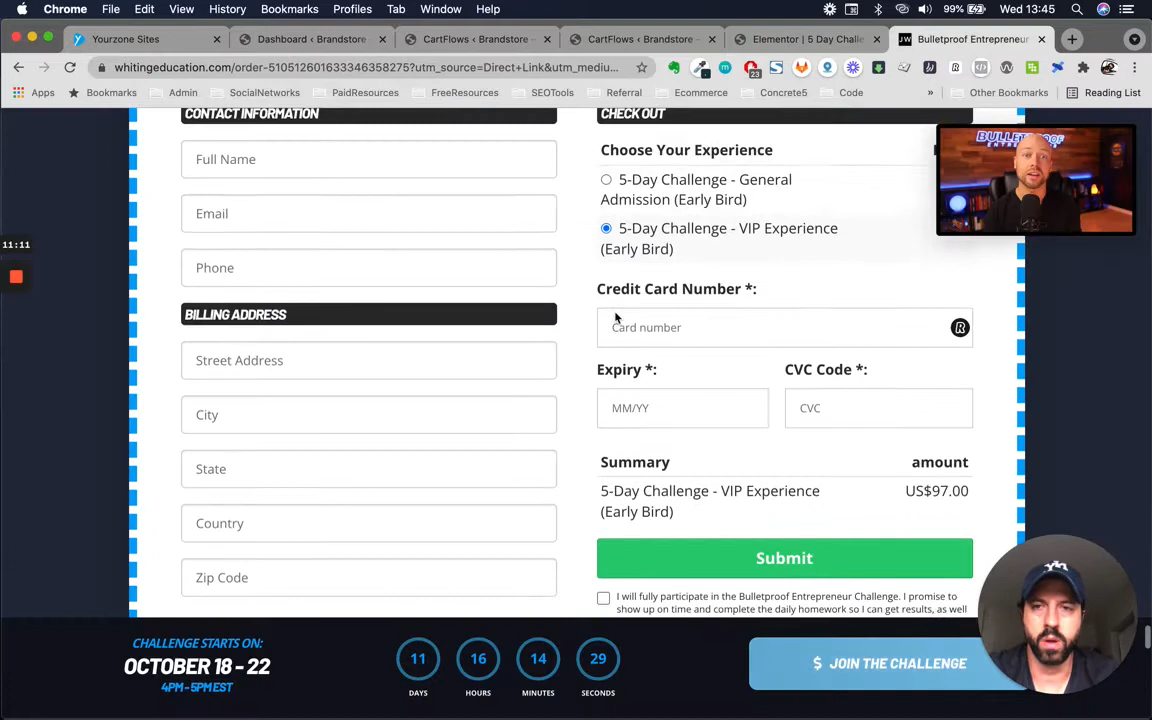 Chrome File Edit View History Bookmarks Profiles Tab Window Help
99% Wed 13:45
Yourzone Sites
Dashboard ‹ Brandstore
CartFlows ‹ Brandstore –
CartFlows ‹ Brandstore –
Elementor | 5 Day Challe
JW Bulletproof Entrepreneur
whitingeducation.com/order-5105126016333463582​75?utm_source=Direct+Link&utm_mediu...
23
Apps Bookmarks Admin SocialNetworks PaidResources FreeResources SEOTools Referral Ecommerce Concrete5 Code » Other Bookmarks Reading List
CONTACT INFORMATION
Full Name
Email
Phone
BILLING ADDRESS
Street Address
City
State
Country
Zip Code
CHECK OUT
Choose Your Experience
5-Day Challenge - General
Admission (Early Bird)
5-Day Challenge - VIP Experience
(Early Bird)
Credit Card Number *:
Card number
R
Expiry *:
CVC Code *:
MM/YY
CVC
Summary amount
5-Day Challenge - VIP Experience US$97.00
(Early Bird)
Submit
I will fully participate in the Bulletproof Entrepreneur Challenge. I promise to
show up on time and complete the daily homework so I can get results, as well
BULLETPROOF
11:11
CHALLENGE STARTS ON:
OCTOBER 18 - 22
4PM - 5PM EST
11 16 14 29
DAYS HOURS MINUTES SECONDS
$ JOIN THE CHALLENGE